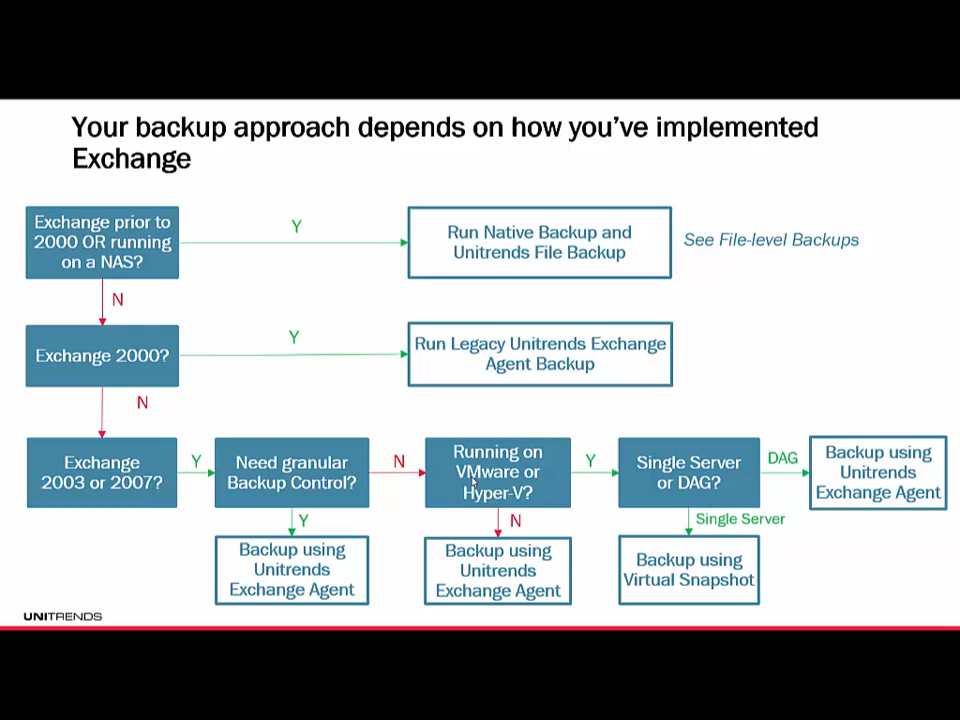 Your backup approach depends on how you've implemented
Exchange
Exchange prior to
2000 OR running
on a NAS?
Y
Run Native Backup and
Unitrends File Backup
See File-level Backups
N
Exchange 2000?
Y
Run Legacy Unitrends Exchange
Agent Backup
N
Exchange
2003 or 2007?
Y
Need granular
Backup Control?
N
Running on
VMware or
Hyper-V?
Y
Single Server
or DAG?
DAG
Backup using
Unitrends
Exchange Agent
Y
Backup using
Unitrends
Exchange Agent
N
Backup using
Unitrends
Exchange Agent
Single Server
Backup using
Virtual Snapshot
UNITRENDS